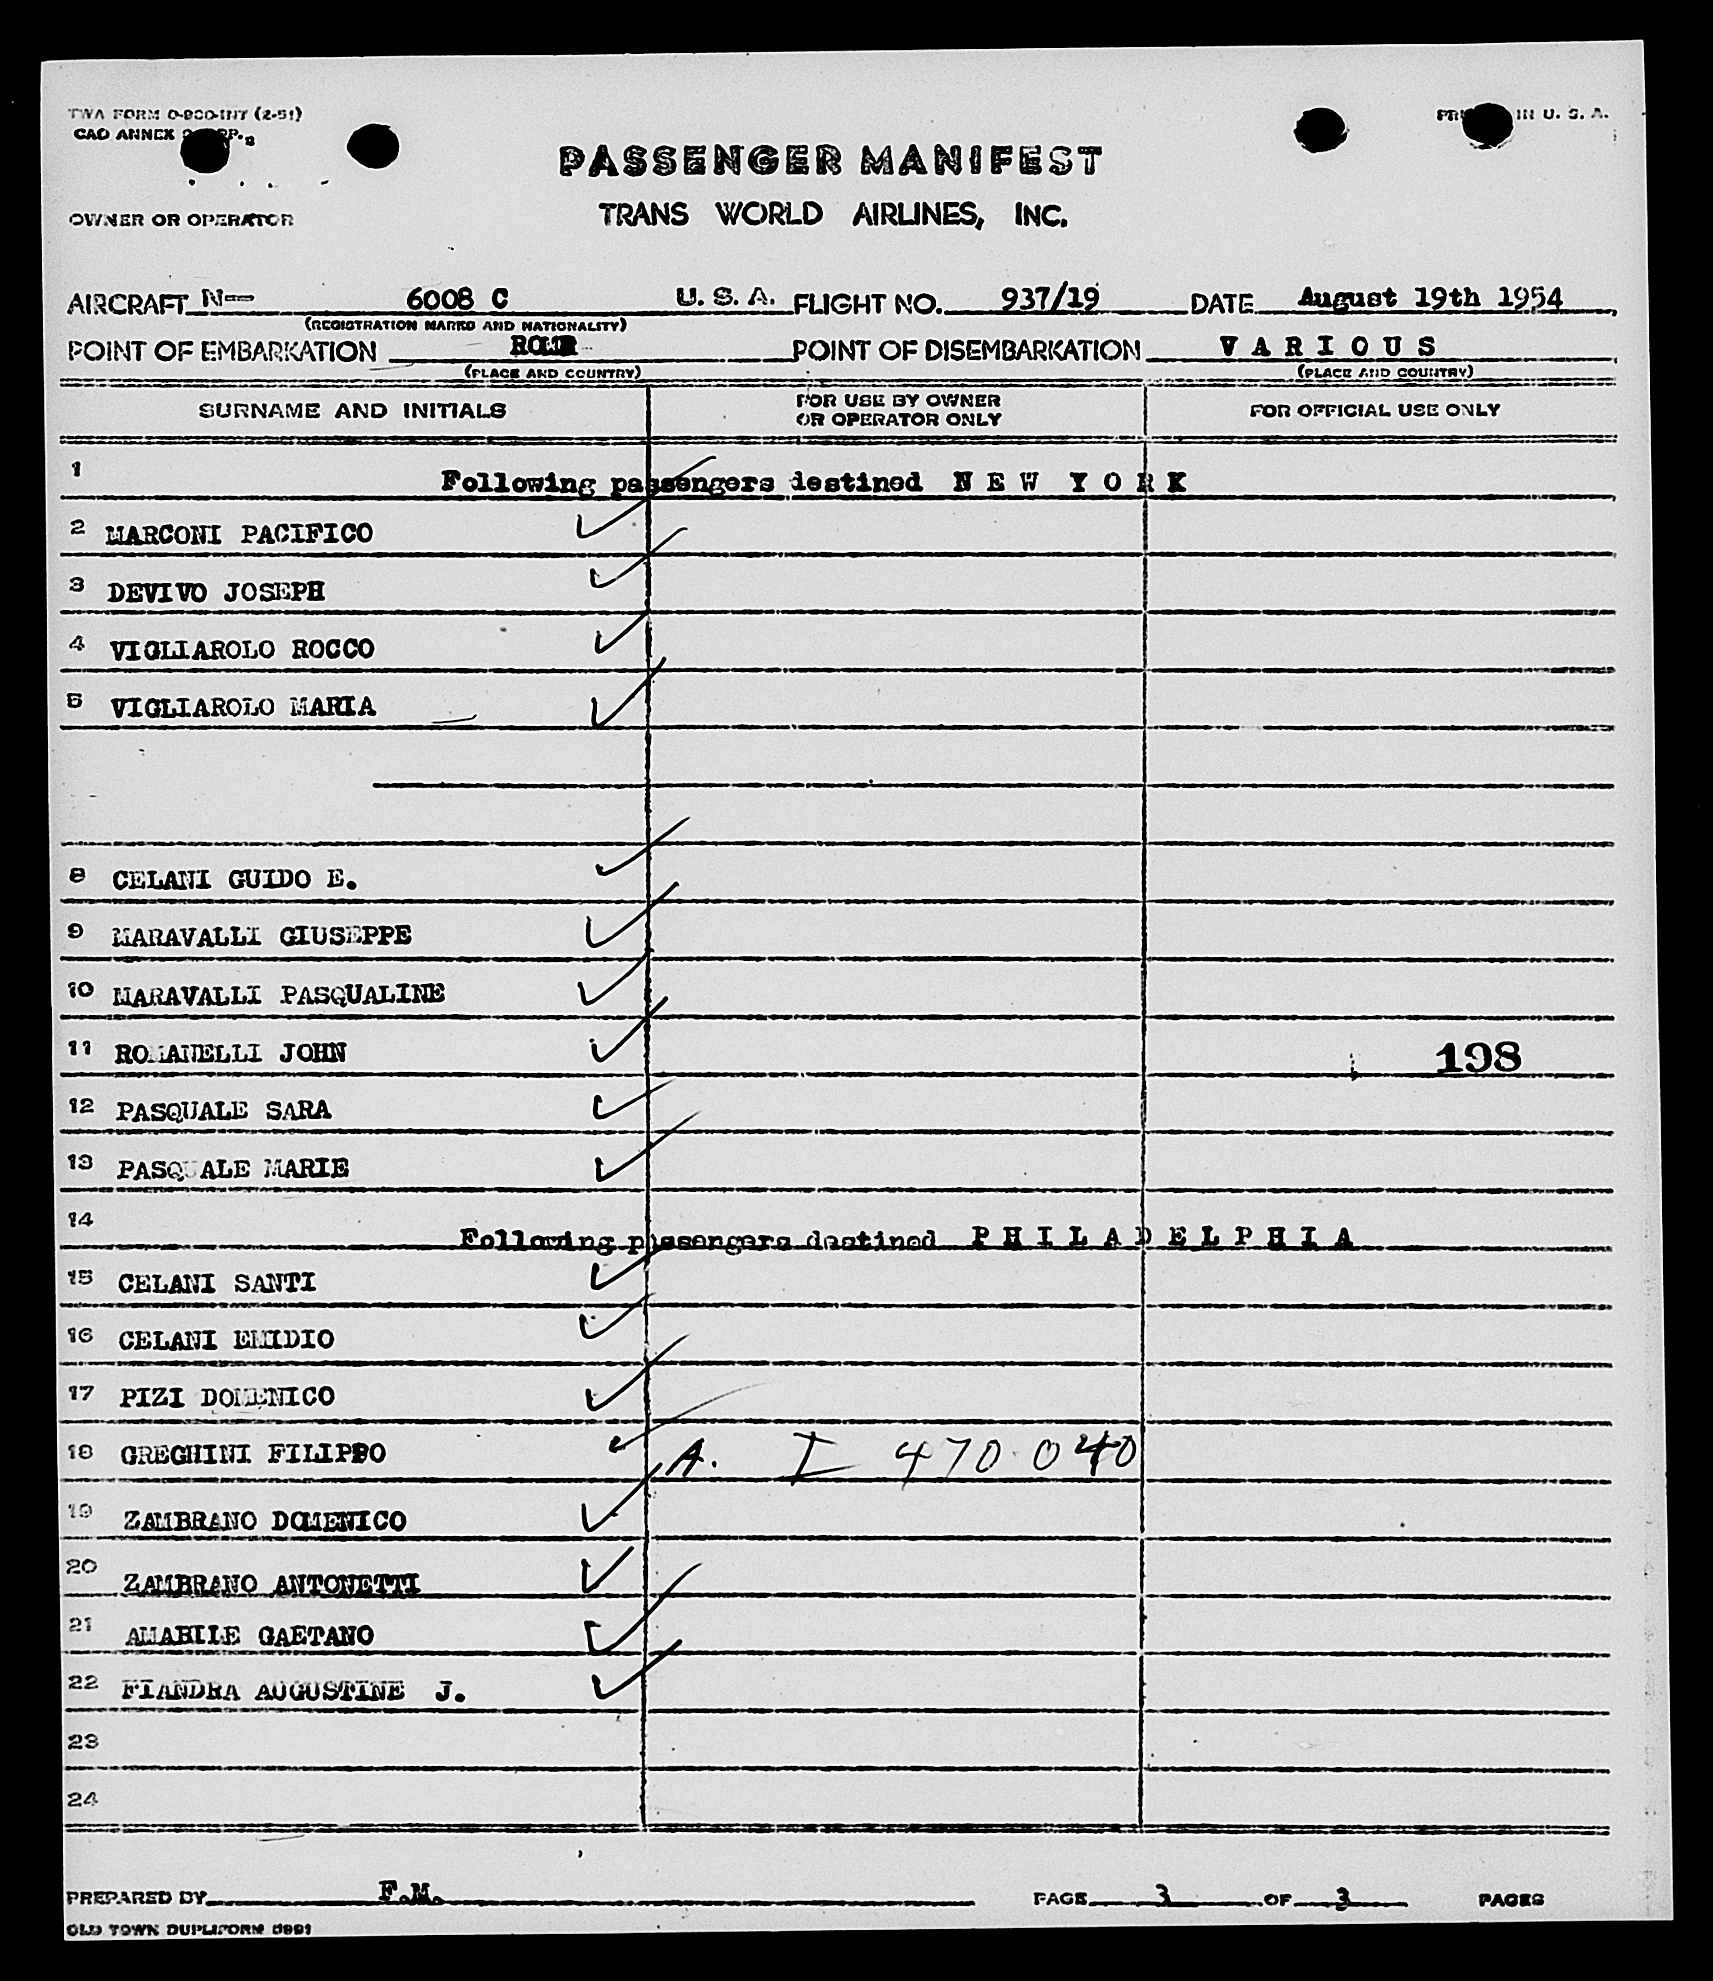 TWA FORM O-900-INT (2-51)
PRI IN U. S. A.
CAO ANNEX
PASSENGER MANIFEST
OWNER OR OPERATOR
TRANS WORLD AIRLINES, INC.
AIRCRAFT N-- 6008 C U. S. A. FLIGHT NO. 937/19 DATE August 19th 1954
(REGISTRATION MARKS AND NATIONALITY)
POINT OF EMBARKATION ROME POINT OF DISEMBARKATION V A R I O U S
(PLACE AND COUNTRY) (PLACE AND COUNTRY)
SURNAME AND INITIALS FOR USE BY OWNER OR OPERATOR ONLY FOR OFFICIAL USE ONLY
1 Following passengers destined N E W Y O R K
2 MARCONI PACIFICO
3 DEVIVO JOSEPH
4 VIGLIAROLO ROCCO
5 VIGLIAROLO MARIA
8 CELANI GUIDO E.
9 MARAVALLI GIUSEPPE
10 MARAVALLI PASQUALINE
11 ROMANELLI JOHN 198
12 PASQUALE SARA
13 PASQUALE MARIE
14 Following passengers destined P H I L A D E L P H I A
15 CELANI SANTI
16 CELANI EMIDIO
17 PIZI DOMENICO
18 GREGHINI FILIPPO A. I 470 040
19 ZAMBRANO DOMENICO
20 ZAMBRANO ANTONETTI
21 AMABILE GAETANO
22 FIANDRA AUGUSTINE J.
23
24
PREPARED BY F.M. PAGE 3 OF 3 PAGES
OLD TOWN DUPLIFORM